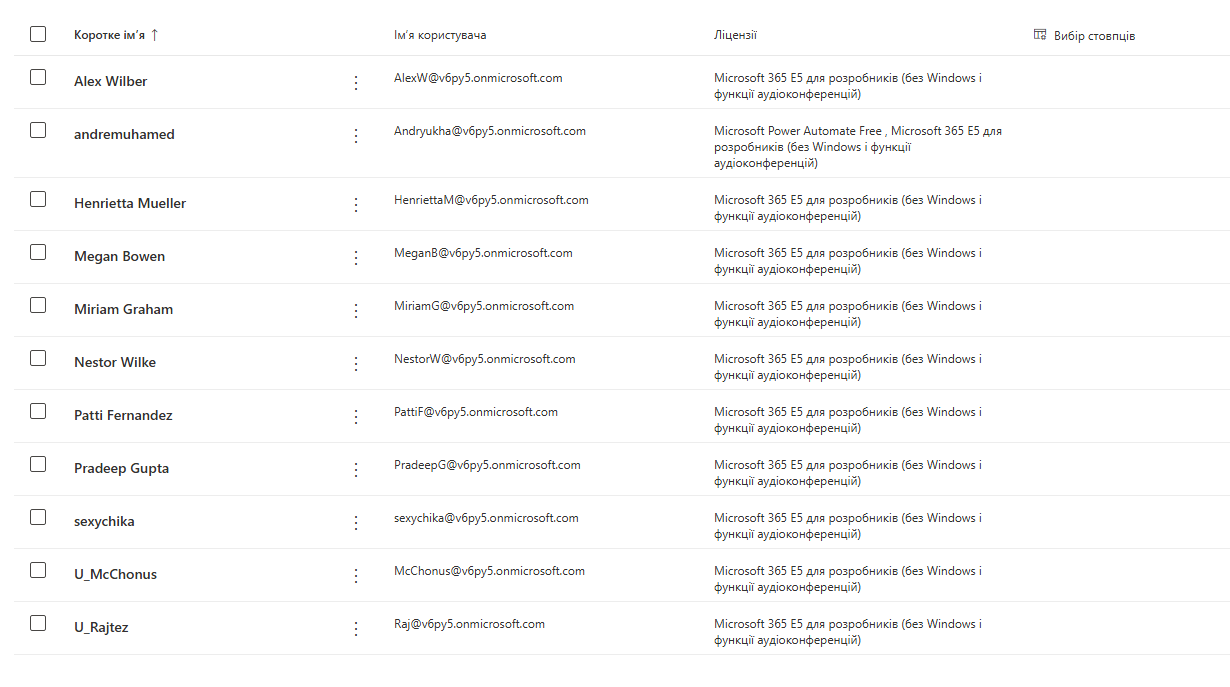 Коротке ім’я ↑ Ім’я користувача Ліцензії Вибір стовпців
Alex Wilber AlexW@v6py5.onmicrosoft.com Microsoft 365 E5 для розробників (без Windows і
функції аудіоконференцій)
andremuhamed Andryukha@v6py5.onmicrosoft.com Microsoft Power Automate Free , Microsoft 365 E5 для
розробників (без Windows і функції
аудіоконференцій)
Henrietta Mueller HenriettaM@v6py5.onmicrosoft.com Microsoft 365 E5 для розробників (без Windows і
функції аудіоконференцій)
Megan Bowen MeganB@v6py5.onmicrosoft.com Microsoft 365 E5 для розробників (без Windows і
функції аудіоконференцій)
Miriam Graham MiriamG@v6py5.onmicrosoft.com Microsoft 365 E5 для розробників (без Windows і
функції аудіоконференцій)
Nestor Wilke NestorW@v6py5.onmicrosoft.com Microsoft 365 E5 для розробників (без Windows і
функції аудіоконференцій)
Patti Fernandez PattiF@v6py5.onmicrosoft.com Microsoft 365 E5 для розробників (без Windows і
функції аудіоконференцій)
Pradeep Gupta PradeepG@v6py5.onmicrosoft.com Microsoft 365 E5 для розробників (без Windows і
функції аудіоконференцій)
sexychika sexychika@v6py5.onmicrosoft.com Microsoft 365 E5 для розробників (без Windows і
функції аудіоконференцій)
U_McChonus McChonus@v6py5.onmicrosoft.com Microsoft 365 E5 для розробників (без Windows і
функції аудіоконференцій)
U_Rajtez Raj@v6py5.onmicrosoft.com Microsoft 365 E5 для розробників (без Windows і
функції аудіоконференцій)